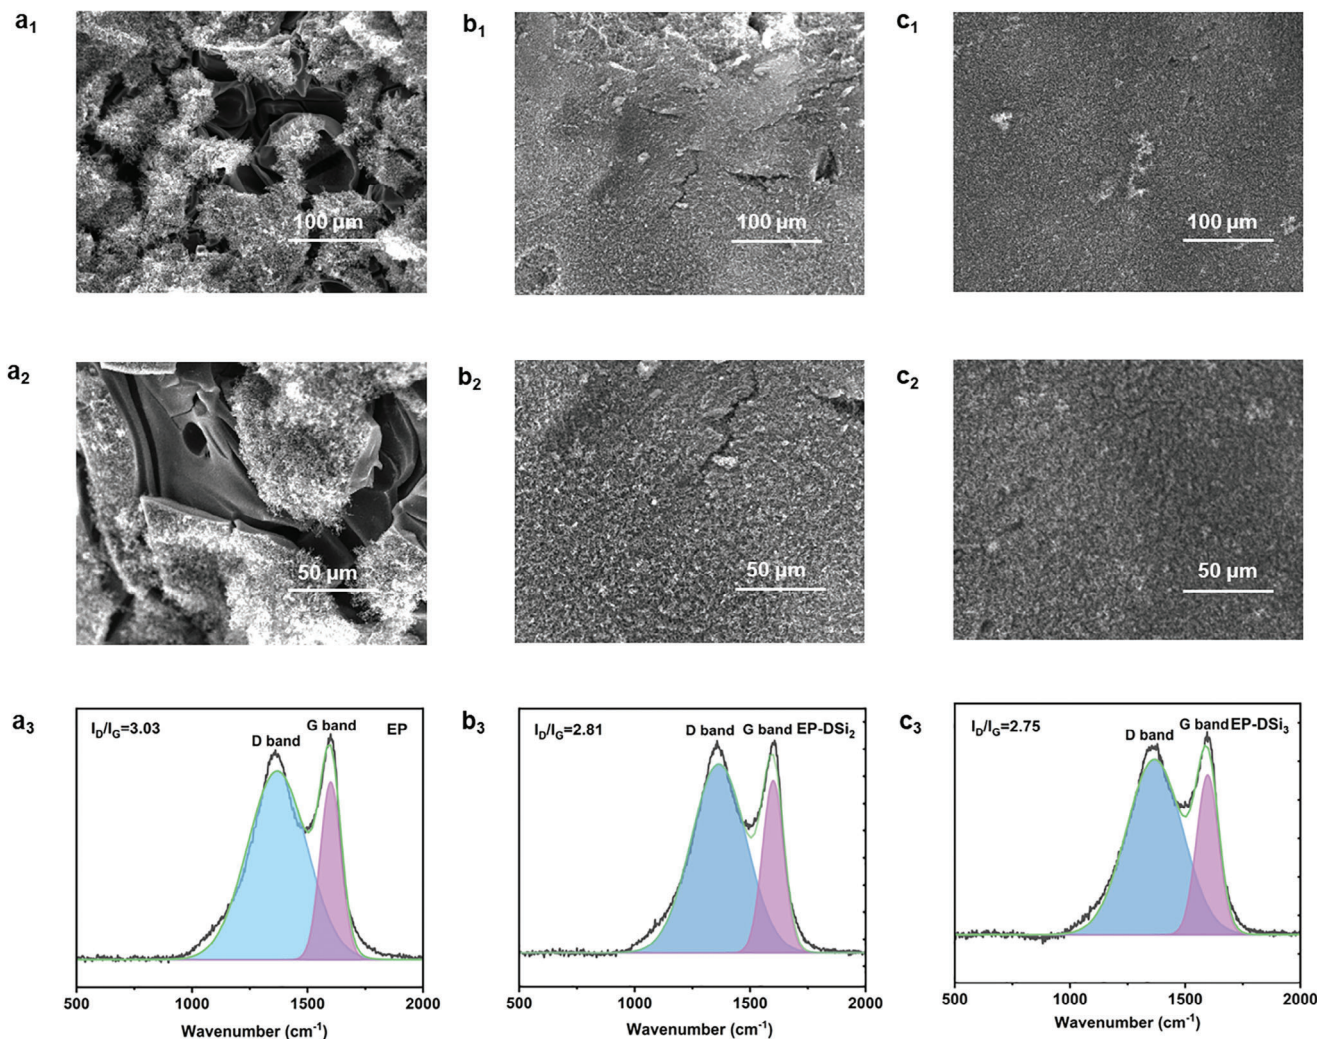 a1
b1
c1
100 µm
100 µm
100 µm
a2
b2
c2
50 µm
50 µm
50 µm
a3
ID/IG=3.03
D band
G band
EP
500
1000
1500
2000
Wavenumber (cm-1)
b3
ID/IG=2.81
D band
G band EP-DSi2
500
1000
1500
2000
Wavenumber (cm-1)
c3
ID/IG=2.75
D band
G band EP-DSi3
500
1000
1500
2000
Wavenumber (cm-1)